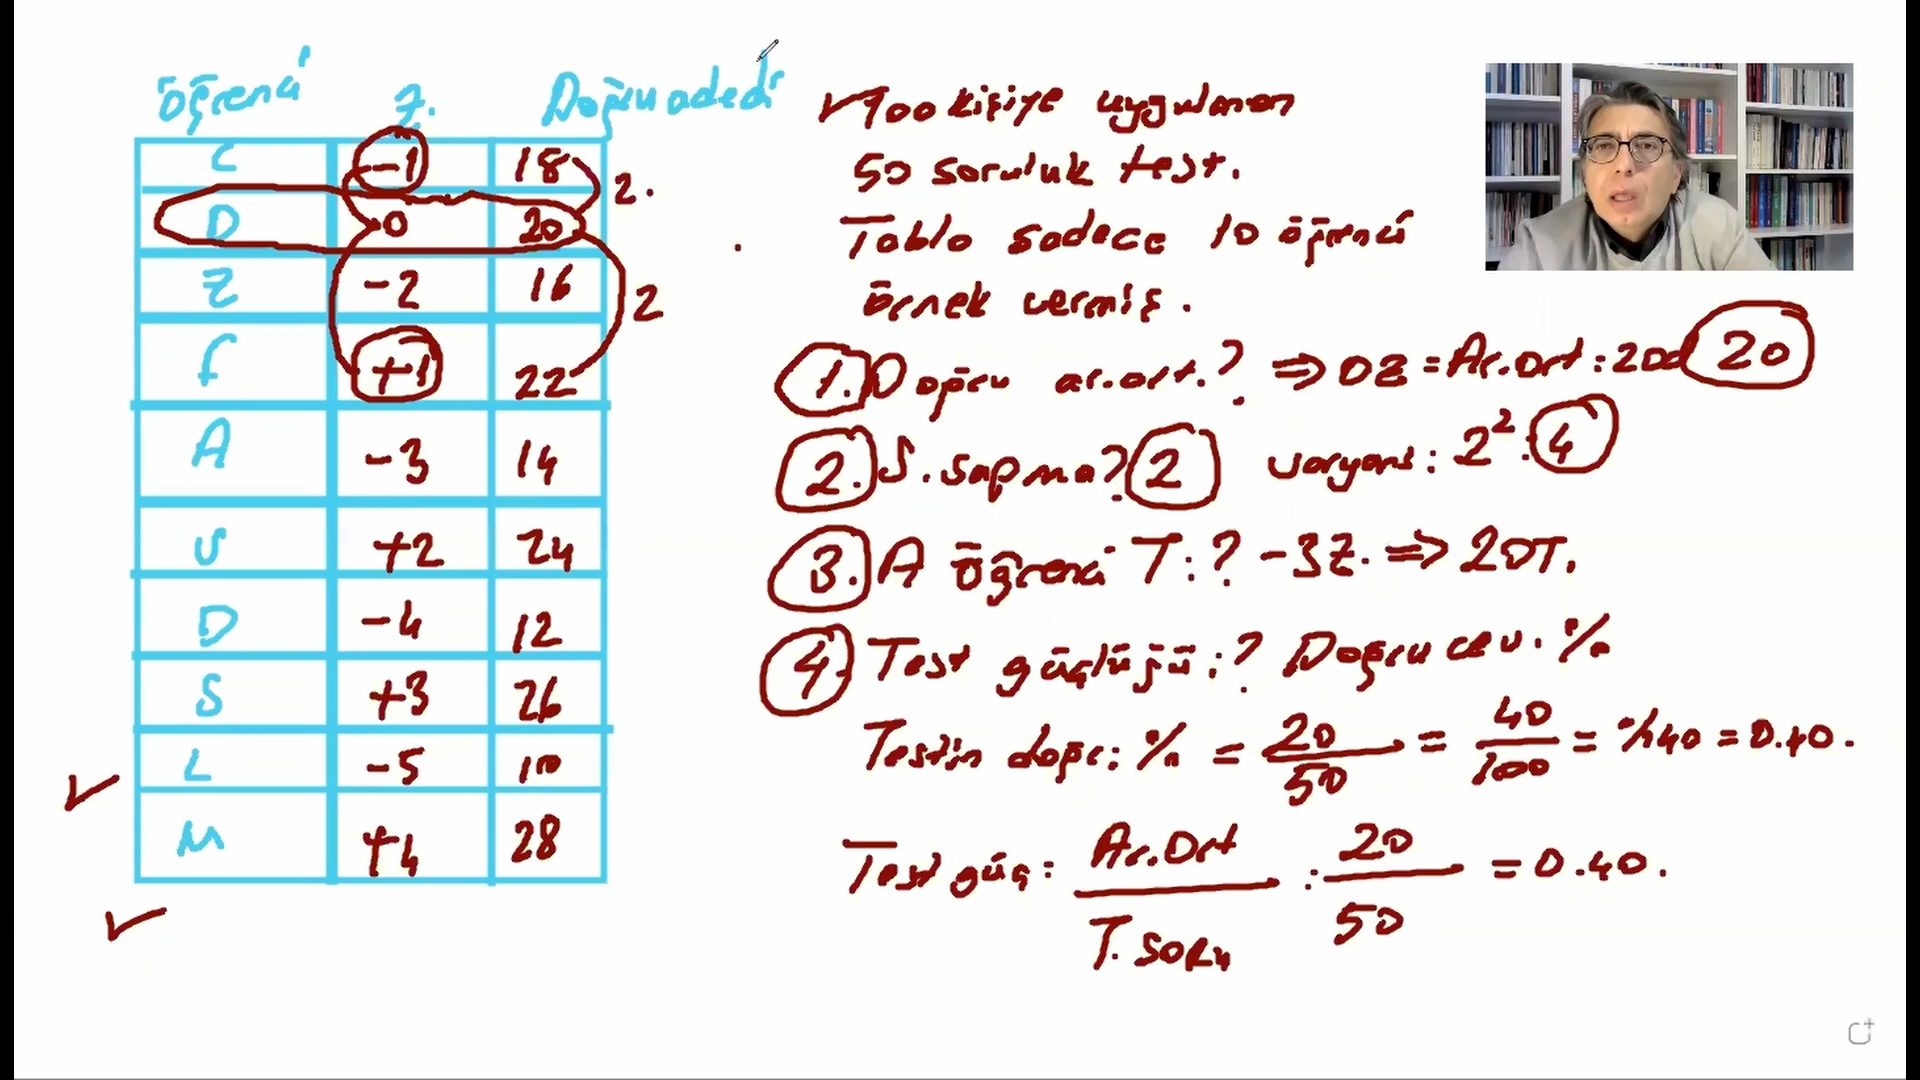 Öğrenci Z. Doğru adedi
C -1 18
D 0 20
Z -2 16
F +1 22
A -3 14
U +2 24
D -4 12
S +3 26
L -5 10
M +4 28
2.
2
✓ 700 kişiye uygulanan
50 soruluk test.
Tablo sadece 10 öğrenci
örnek vermiş.
1. Doğru ar.ort.? ⇒ 0Z = Ar.Ort: 20d 20
2. S. sapma? 2 varyans: 2²: 4
3. A öğrenci T:? -3Z. ⇒ 20T.
4. Test güçlüğü:? Doğru cev. %
Testin doğr: % = 20/50 = 40/100 = %40 = 0.40.
Test güç: Ar.Ort/T. soru : 20/50 = 0.40.